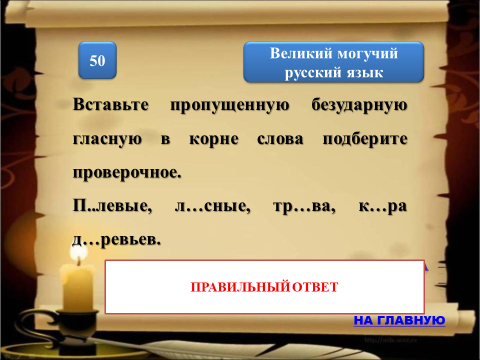 50
Великий могучий
русский язык
Вставьте пропущенную безударную
гласную в корне слова подберите
проверочное.
П..левые, л…сные, тр…ва, к…ра
д…ревьев.
ПРАВИЛЬНЫЙ ОТВЕТ
НА ГЛАВНУЮ